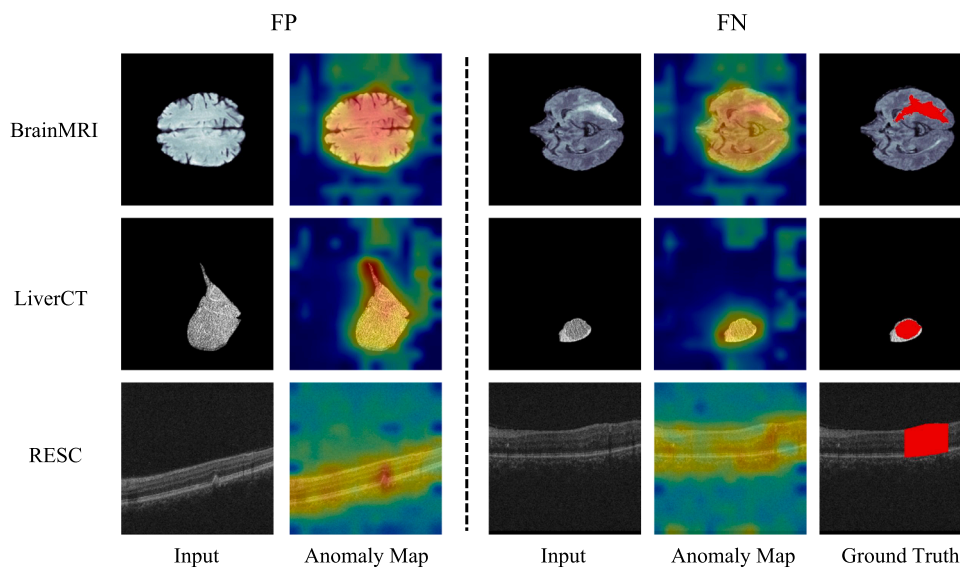 FP
FN
BrainMRI
LiverCT
RESC
Input
Anomaly Map
Input
Anomaly Map
Ground Truth